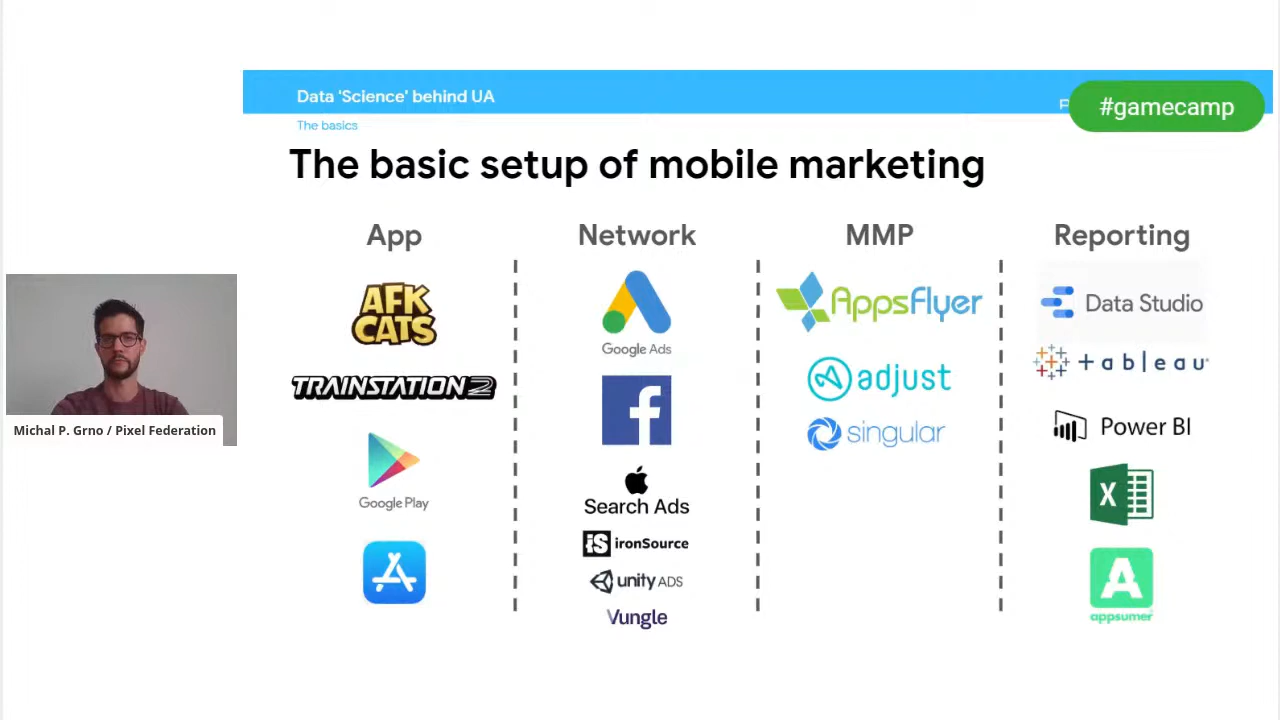 Data 'Science' behind UA
#gamecamp
The basics
The basic setup of mobile marketing
App
Network
MMP
Reporting
AFK
CATS
TRAINSTATION 2
Google Play
Google Ads
f
Search Ads
iS ironSource
unity ADS
Vungle
AppsFlyer
adjust
singular
Data Studio
+ableau
Power BI
X
A
appsumer
Michal P. Grno / Pixel Federation